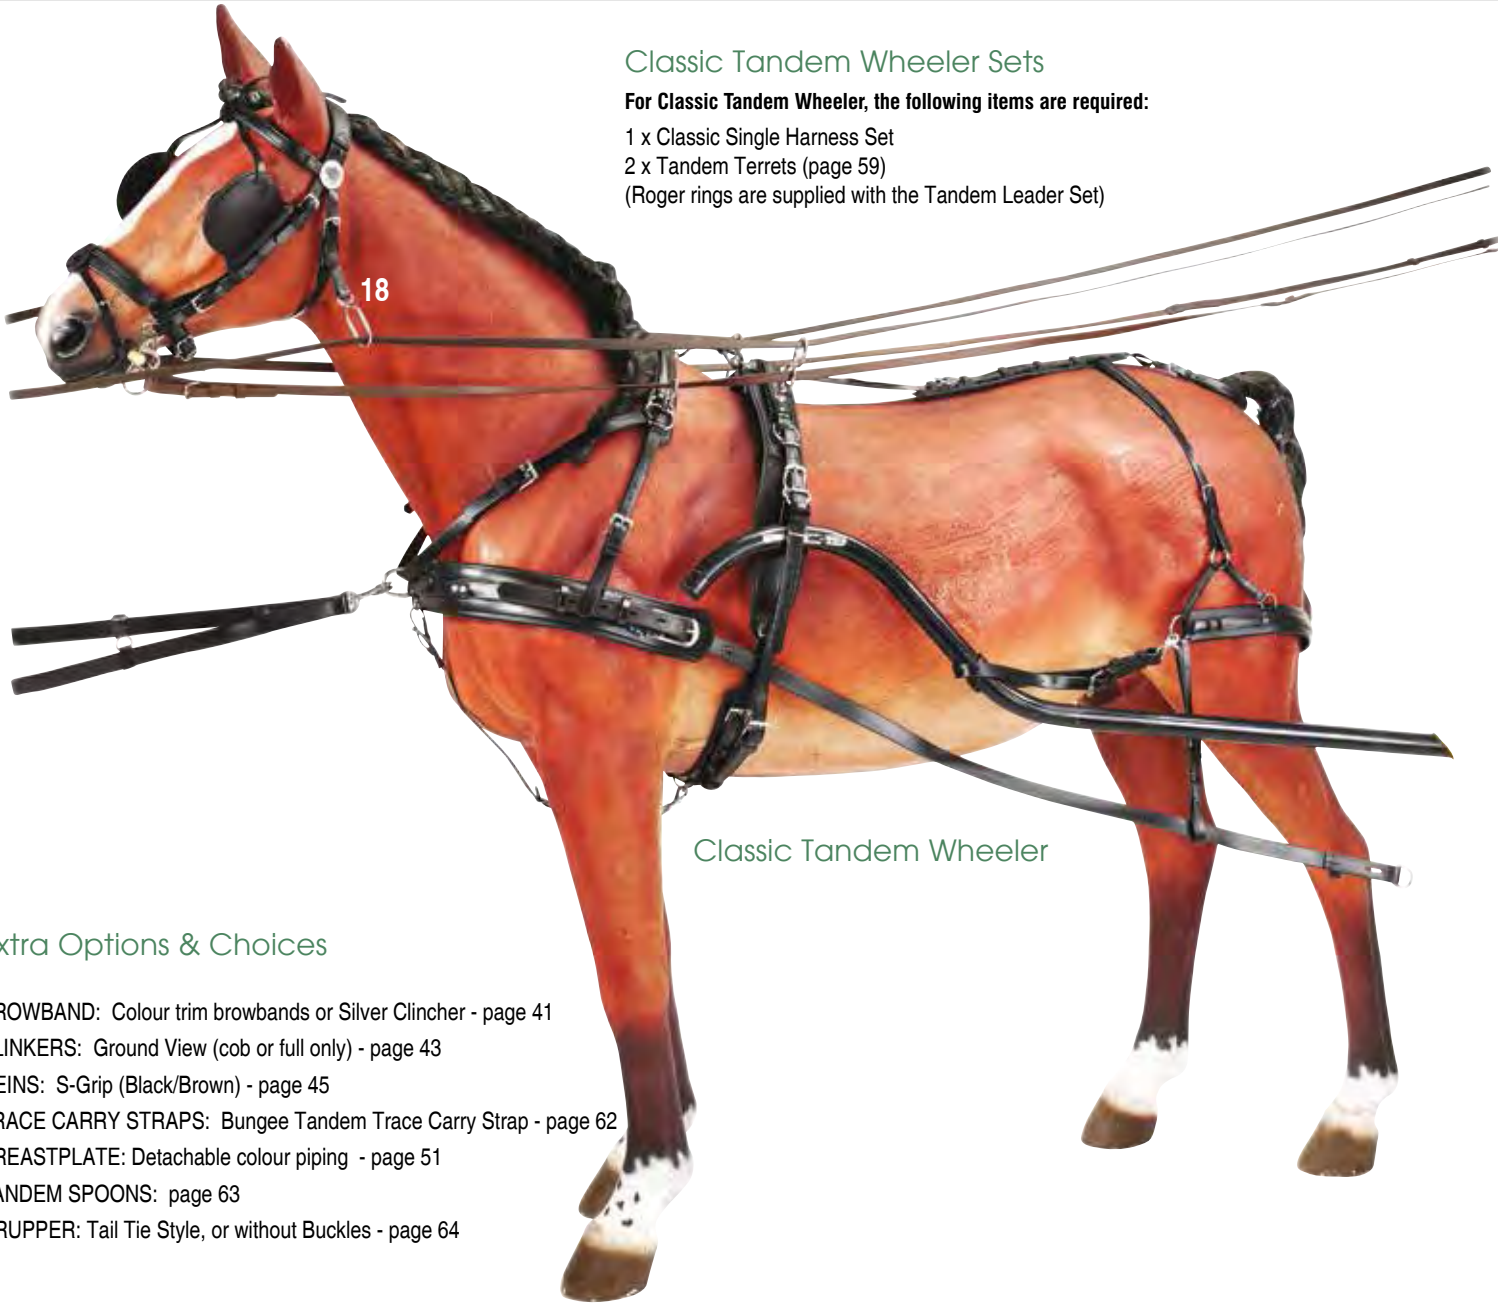 Classic Tandem Wheeler Sets
For Classic Tandem Wheeler, the following items are required:
1 x Classic Single Harness Set
2 x Tandem Terrets (page 59)
(Roger rings are supplied with the Tandem Leader Set)
18
Classic Tandem Wheeler
xtra Options & Choices
ROWBAND: Colour trim browbands or Silver Clincher - page 41
LINKERS: Ground View (cob or full only) - page 43
EINS: S-Grip (Black/Brown) - page 45
RACE CARRY STRAPS: Bungee Tandem Trace Carry Strap - page 62
REASTPLATE: Detachable colour piping - page 51
ANDEM SPOONS: page 63
RUPPER: Tail Tie Style, or without Buckles - page 64